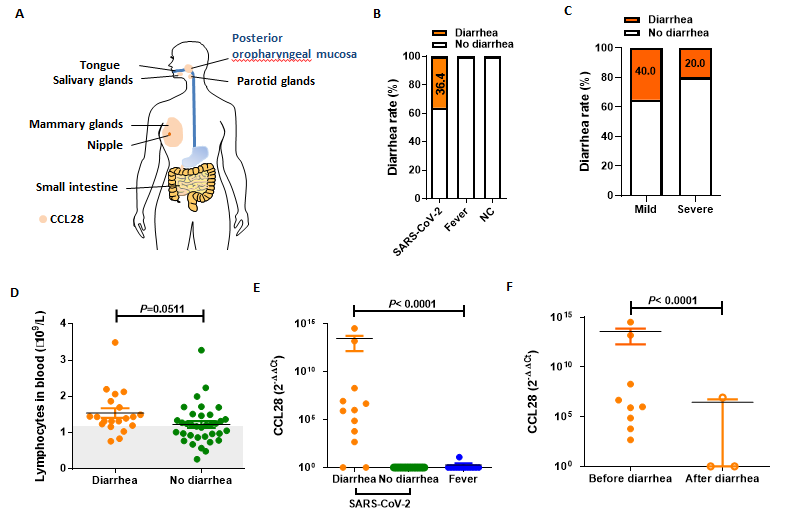 A
Posterior
oropharyngeal mucosa
Tongue
Salivary glands
Parotid glands
Mammary glands
Nipple
Small intestine
CCL28
B
Diarrhea
No diarrhea
Diarrhea rate (%)
100
80
60
40
20
0
36.4
SARS-CoV-2
Fever
NC
C
Diarrhea
No diarrhea
Diarrhea rate (%)
100
80
60
40
20
0
40.0
20.0
Mild
Severe
D
P=0.0511
Lymphocytes in blood (□10⁹/L)
4
3
2
1
0
Diarrhea
No diarrhea
E
P< 0.0001
CCL28 (2^-Δ ΔCt)
10¹⁵
10¹⁰
10⁵
10⁰
Diarrhea No diarrhea Fever
SARS-CoV-2
F
P< 0.0001
CCL28 (2^-Δ ΔCt)
10¹⁵
10¹⁰
10⁵
10⁰
Before diarrhea
After diarrhea